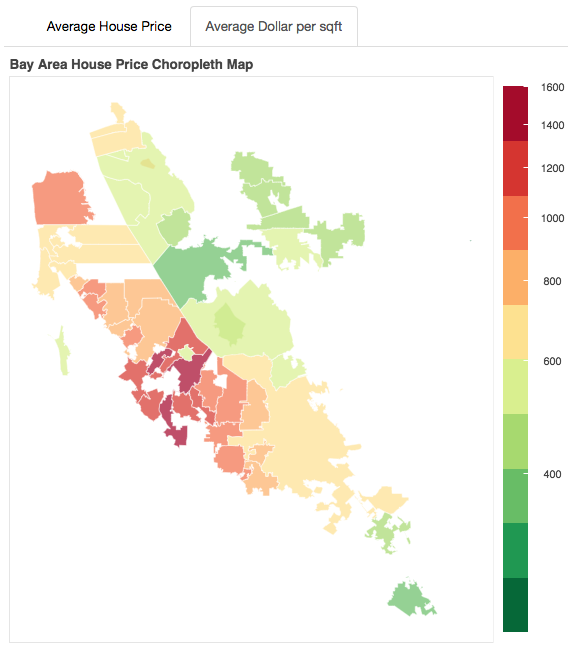 Average House Price
Average Dollar per sqft
Bay Area House Price Choropleth Map
1600
1400
1200
1000
800
600
400